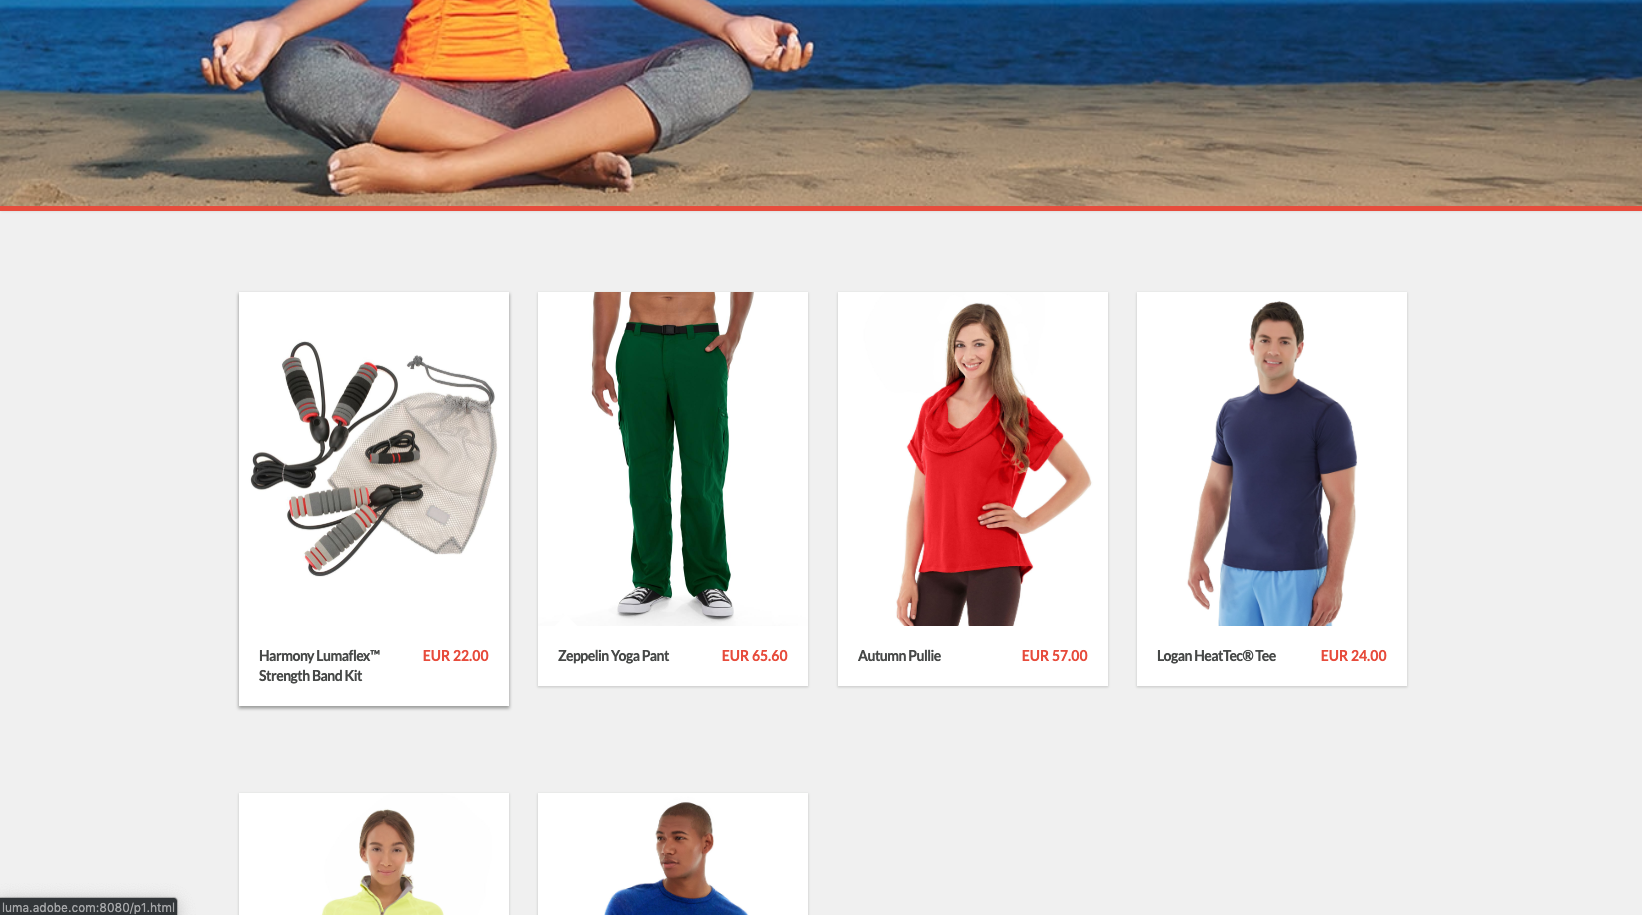 Harmony Lumaflex™ EUR 22.00
Strength Band Kit
Zeppelin Yoga Pant EUR 65.60
Autumn Pullie EUR 57.00
Logan HeatTec® Tee EUR 24.00
luma.adobe.com:8080/p1.html